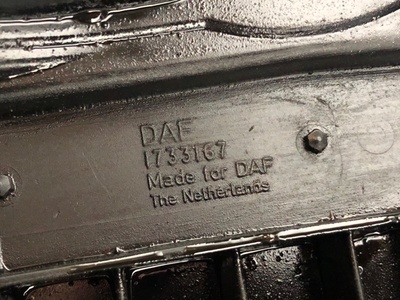 DAF
1733167
Made for DAF
The Netherlands